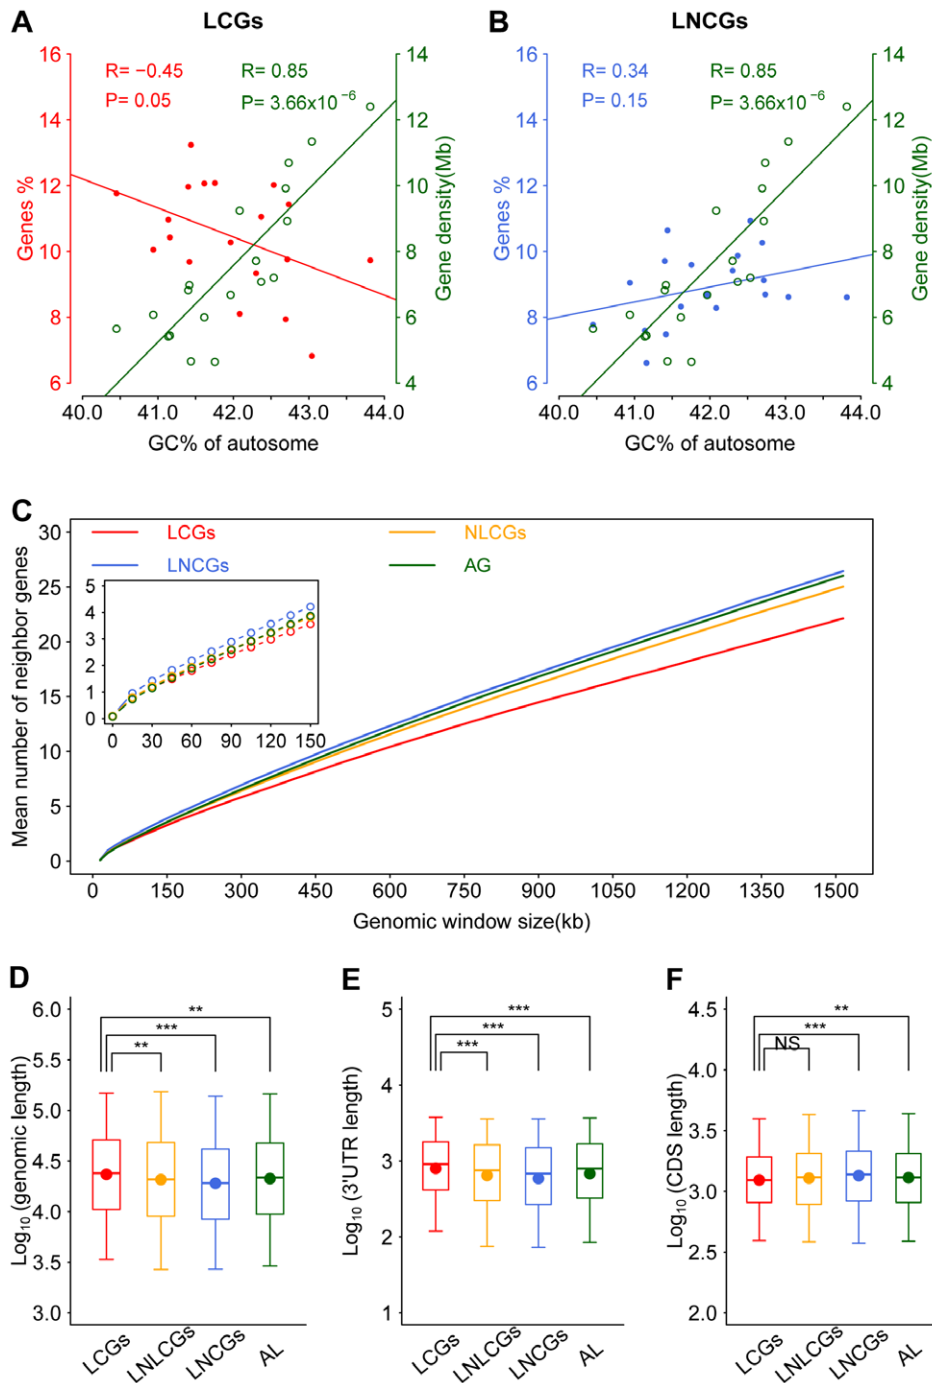 A
LCGs
R= −0.45
P= 0.05
R= 0.85
P= 3.66x10⁻⁶
16
14
12
10
8
6
Genes %
14
12
10
8
6
4
Gene density(Mb)
40.0 41.0 42.0 43.0 44.0
GC% of autosome
B
LNCGs
R= 0.34
P= 0.15
R= 0.85
P= 3.66x10⁻⁶
16
14
12
10
8
6
Genes %
14
12
10
8
6
4
Gene density(Mb)
40.0 41.0 42.0 43.0 44.0
GC% of autosome
C
LCGs
LNCGs
NLCGs
AG
30
25
20
15
10
5
0
Mean number of neighbor genes
5
4
3
2
1
0
0 30 60 90 120 150
0 150 300 450 600 750 900 1050 1200 1350 1500
Genomic window size(kb)
D
6.0
5.5
5.0
4.5
4.0
3.5
3.0
Log₁₀ (genomic length)
**
***
**
LCGs LNLCGs LNCGs AL
E
5
4
3
2
1
Log₁₀ (3'UTR length)
***
***
***
LCGs LNLCGs LNCGs AL
F
4.5
4.0
3.5
3.0
2.5
2.0
Log₁₀ (CDS length)
**
***
NS
LCGs LNLCGs LNCGs AL